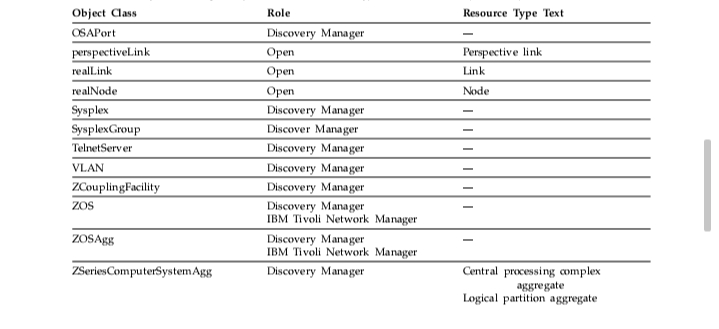 Object Class Role Resource Type Text
OSAPort Discovery Manager —
perspectiveLink Open Perspective link
realLink Open Link
realNode Open Node
Sysplex Discovery Manager —
SysplexGroup Discover Manager —
TelnetServer Discovery Manager —
VLAN Discovery Manager —
ZCouplingFacility Discovery Manager —
ZOS Discovery Manager —
IBM Tivoli Network Manager
ZOSAgg Discovery Manager —
IBM Tivoli Network Manager
ZSeriesComputerSystemAgg Discovery Manager Central processing complex
aggregate
Logical partition aggregate